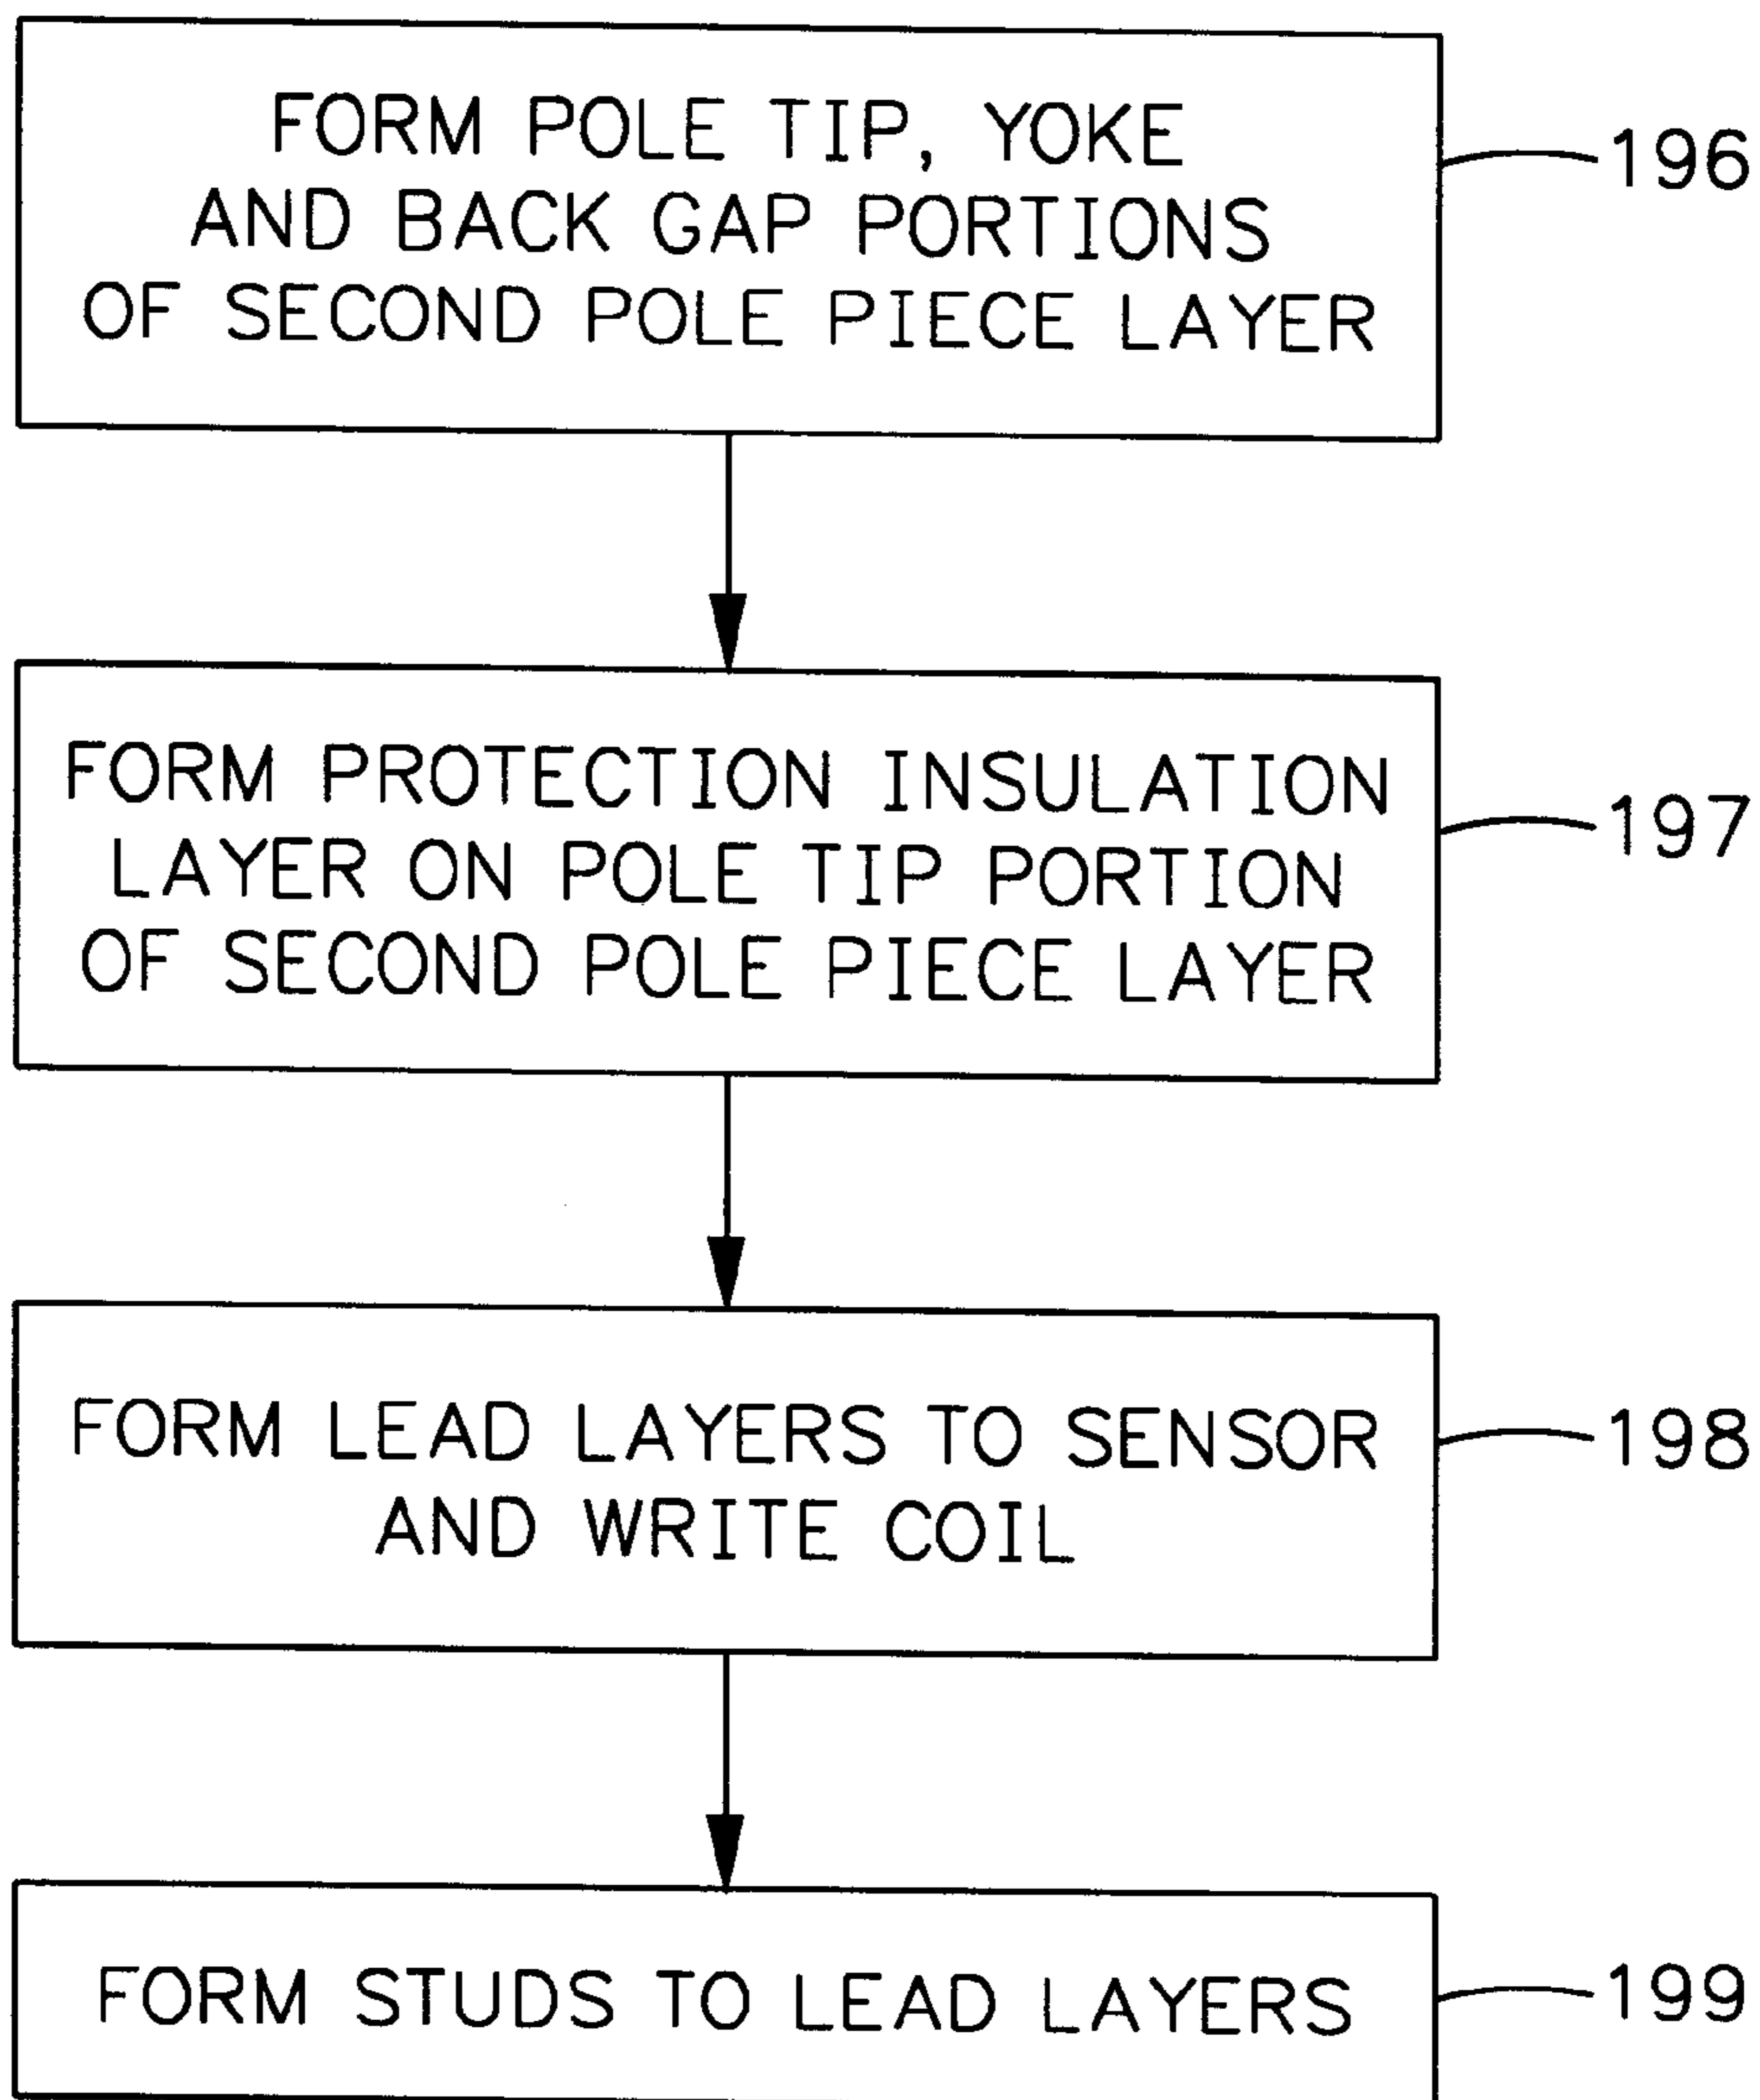 FORM POLE TIP, YOKE
AND BACK GAP PORTIONS
OF SECOND POLE PIECE LAYER
196
FORM PROTECTION INSULATION
LAYER ON POLE TIP PORTION
OF SECOND POLE PIECE LAYER
197
FORM LEAD LAYERS TO SENSOR
AND WRITE COIL
198
FORM STUDS TO LEAD LAYERS
199